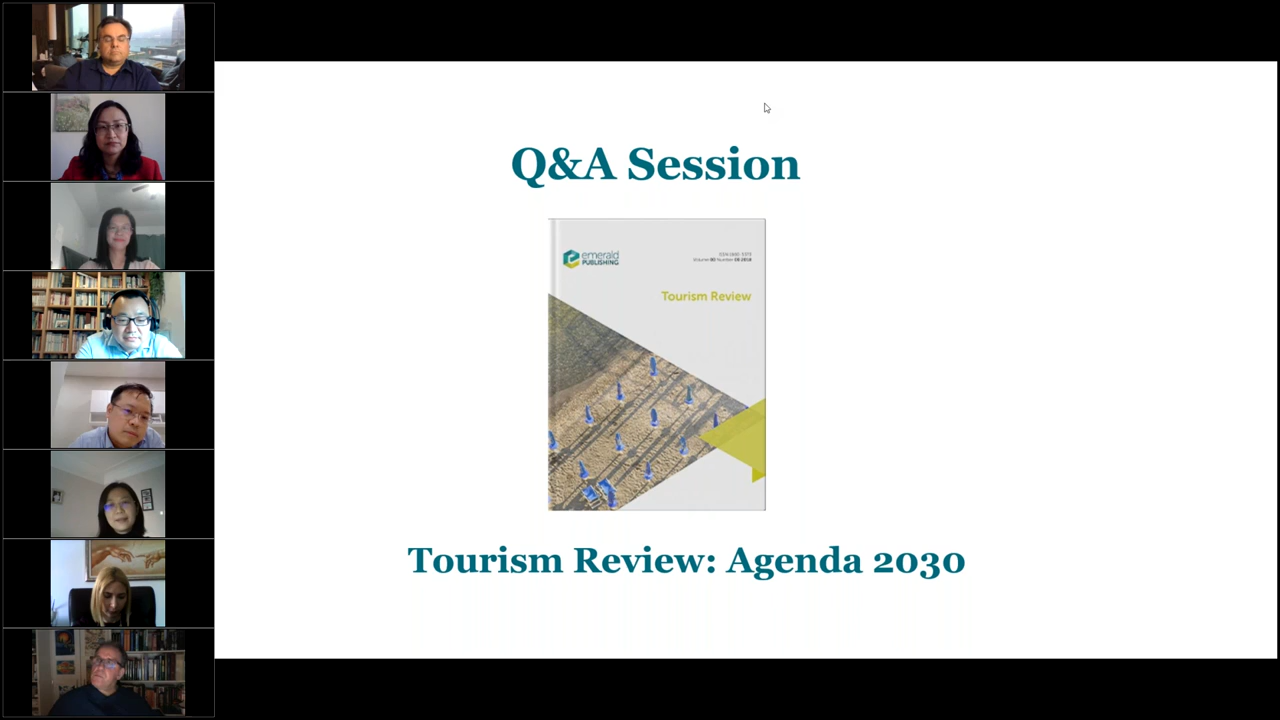 Q&A Session
emerald
PUBLISHING
Tourism Review
Tourism Review: Agenda 2030